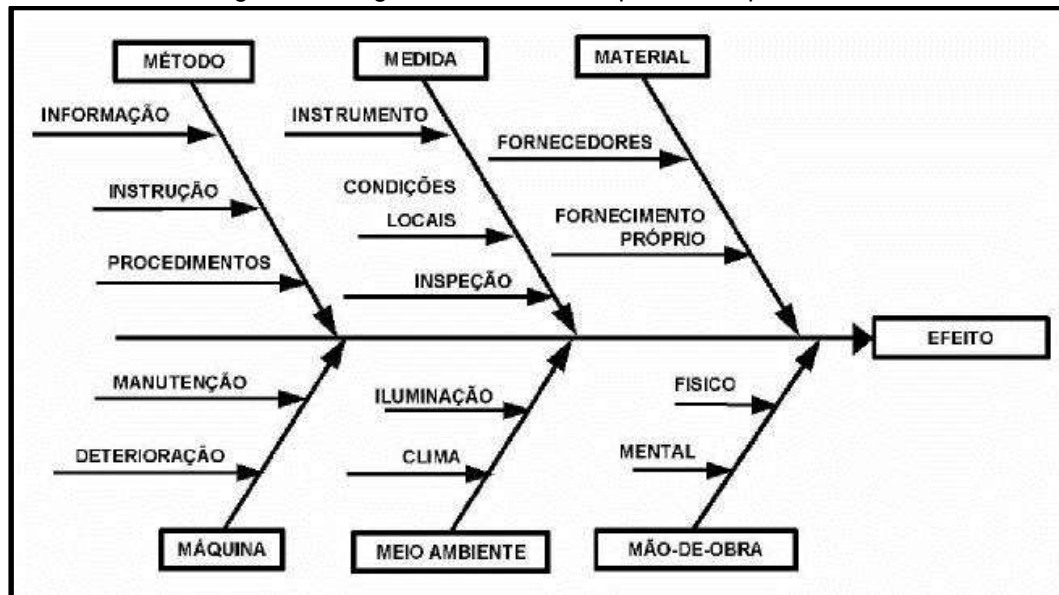 MÉTODO
MEDIDA
MATERIAL
INFORMAÇÃO
INSTRUMENTO
FORNECEDORES
INSTRUÇÃO
CONDIÇÕES
LOCAIS
FORNECIMENTO
PRÓPRIO
PROCEDIMENTOS
INSPEÇÃO
EFEITO
MANUTENÇÃO
ILUMINAÇÃO
FISICO
DETERIORAÇÃO
CLIMA
MENTAL
MÁQUINA
MEIO AMBIENTE
MÃO-DE-OBRA